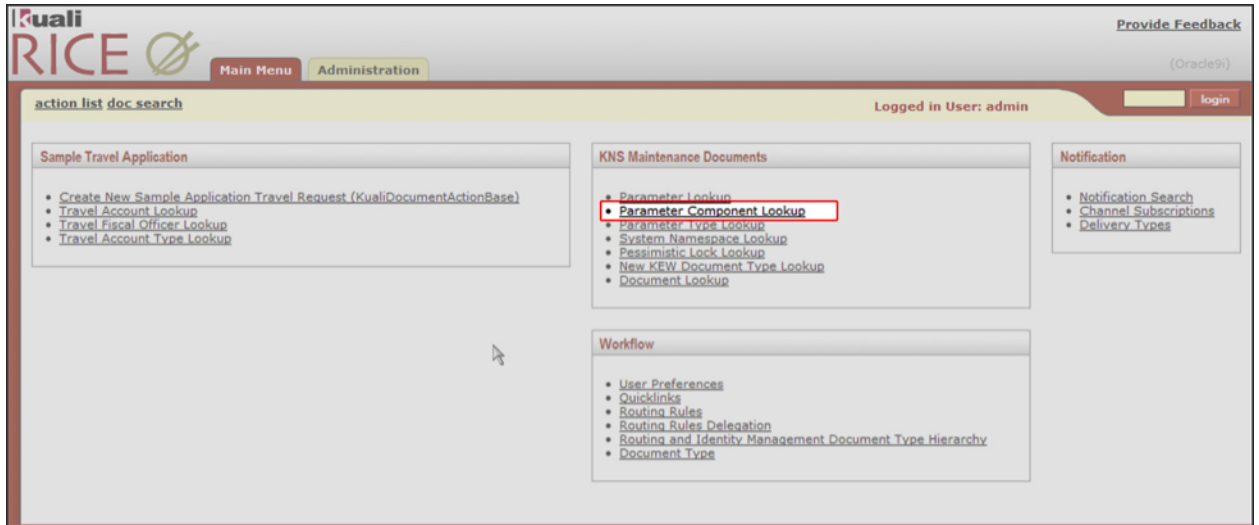 Kuali
RICE
Provide Feedback
Main Menu
Administration
(Oracle9i)
action list doc search
Logged in User: admin
login
Sample Travel Application
Create New Sample Application Travel Request (KualiDocumentActionBase)
Travel Account Lookup
Travel Fiscal Officer Lookup
Travel Account Type Lookup
KNS Maintenance Documents
Parameter Lookup
Parameter Component Lookup
Parameter Type Lookup
System Namespace Lookup
Pessimistic Lock Lookup
New KEW Document Type Lookup
Document Lookup
Notification
Notification Search
Channel Subscriptions
Delivery Types
Workflow
User Preferences
Quicklinks
Routing Rules
Routing Rules Delegation
Routing and Identity Management Document Type Hierarchy
Document Type